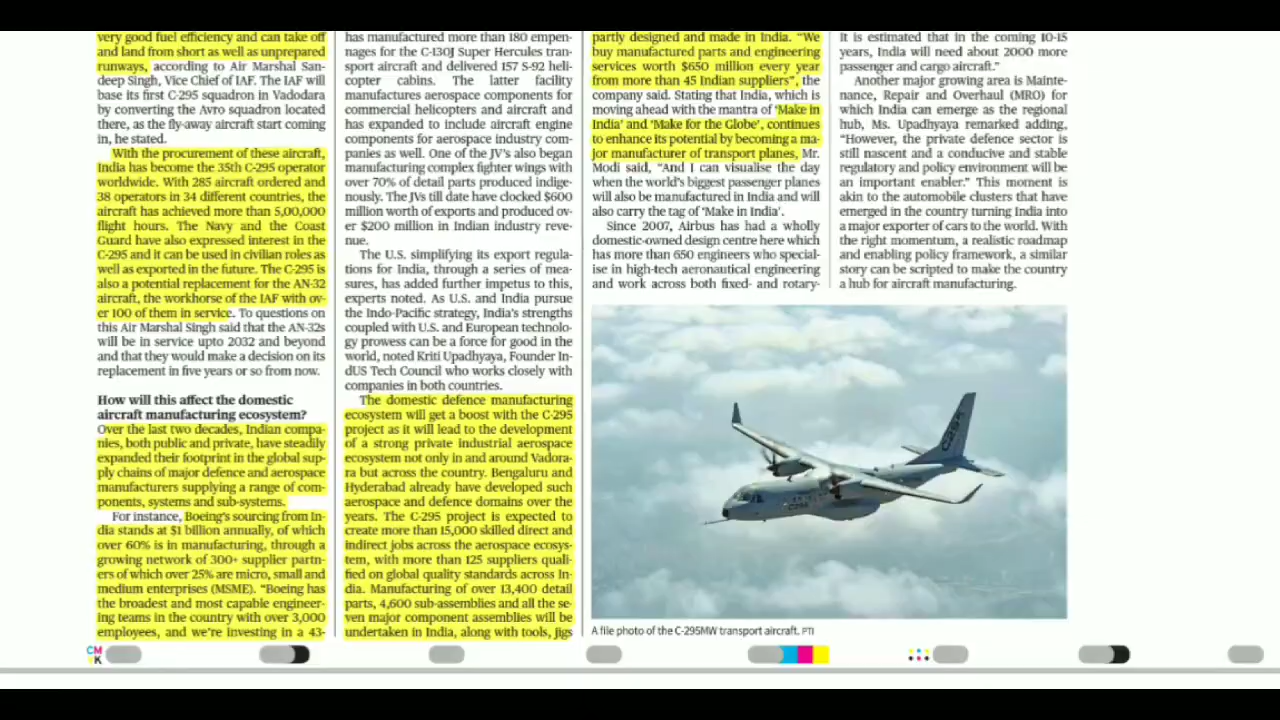 very good fuel efficiency and can take off
and land from short as well as unprepared
runways, according to Air Marshal San-
deep Singh, Vice Chief of IAF. The IAF will
base its first C-295 squadron in Vadodara
by converting the Avro squadron located
there, as the fly-away aircraft start coming
in, he stated.
With the procurement of these aircraft,
India has become the 35th C-295 operator
worldwide. With 285 aircraft ordered and
38 operators in 34 different countries, the
aircraft has achieved more than 5,00,000
flight hours. The Navy and the Coast
Guard have also expressed interest in the
C-295 and it can be used in civilian roles as
well as exported in the future. The C-295 is
also a potential replacement for the AN-32
aircraft, the workhorse of the IAF with ov-
er 100 of them in service. To questions on
this Air Marshal Singh said that the AN-32s
will be in service upto 2032 and beyond
and that they would make a decision on its
replacement in five years or so from now.
How will this affect the domestic
aircraft manufacturing ecosystem?
Over the last two decades, Indian compa-
nies, both public and private, have steadily
expanded their footprint in the global sup-
ply chains of major defence and aerospace
manufacturers supplying a range of com-
ponents, systems and sub-systems.
For instance, Boeing's sourcing from In-
dia stands at $1 billion annually, of which
over 60% is in manufacturing, through a
growing network of 300+ supplier partn-
ers of which over 25% are micro, small and
medium enterprises (MSME). “Boeing has
the broadest and most capable engineer-
ing teams in the country with over 3,000
employees, and we’re investing in a 43-
has manufactured more than 180 empen-
nages for the C-130J Super Hercules tran-
sport aircraft and delivered 157 S-92 heli-
copter cabins. The latter facility
manufactures aerospace components for
commercial helicopters and aircraft and
has expanded to include aircraft engine
components for aerospace industry com-
panies as well. One of the JV’s also began
manufacturing complex fighter wings with
over 70% of detail parts produced indige-
nously. The JVs till date have clocked $600
million worth of exports and produced ov-
er $200 million in Indian industry reve-
nue.
The U.S. simplifying its export regula-
tions for India, through a series of mea-
sures, has added further impetus to this,
experts noted. As U.S. and India pursue
the Indo-Pacific strategy, India’s strengths
coupled with U.S. and European technolo-
gy prowess can be a force for good in the
world, noted Kriti Upadhyaya, Founder In-
dUS Tech Council who works closely with
companies in both countries.
The domestic defence manufacturing
ecosystem will get a boost with the C-295
project as it will lead to the development
of a strong private industrial aerospace
ecosystem not only in and around Vadora-
ra but across the country. Bengaluru and
Hyderabad already have developed such
aerospace and defence domains over the
years. The C-295 project is expected to
create more than 15,000 skilled direct and
indirect jobs across the aerospace ecosys-
tem, with more than 125 suppliers quali-
fied on global quality standards across In-
dia. Manufacturing of over 13,400 detail
parts, 4,600 sub-assemblies and all the se-
ven major component assemblies will be
undertaken in India, along with tools, jigs
partly designed and made in India. “We
buy manufactured parts and engineering
services worth $650 million every year
from more than 45 Indian suppliers”, the
company said. Stating that India, which is
moving ahead with the mantra of ‘Make in
India’ and ‘Make for the Globe’, continues
to enhance its potential by becoming a ma-
jor manufacturer of transport planes, Mr.
Modi said, “And I can visualise the day
when the world’s biggest passenger planes
will also be manufactured in India and will
also carry the tag of ‘Make in India’.
Since 2007, Airbus has had a wholly
domestic-owned design centre here which
has more than 650 engineers who special-
ise in high-tech aeronautical engineering
and work across both fixed- and rotary-
It is estimated that in the coming 10-15
years, India will need about 2000 more
passenger and cargo aircraft.”
Another major growing area is Mainte-
nance, Repair and Overhaul (MRO) for
which India can emerge as the regional
hub, Ms. Upadhyaya remarked adding,
“However, the private defence sector is
still nascent and a conducive and stable
regulatory and policy environment will be
an important enabler.” This moment is
akin to the automobile clusters that have
emerged in the country turning India into
a major exporter of cars to the world. With
the right momentum, a realistic roadmap
and enabling policy framework, a similar
story can be scripted to make the country
a hub for aircraft manufacturing.
A file photo of the C-295MW transport aircraft. PTI
CM
YK